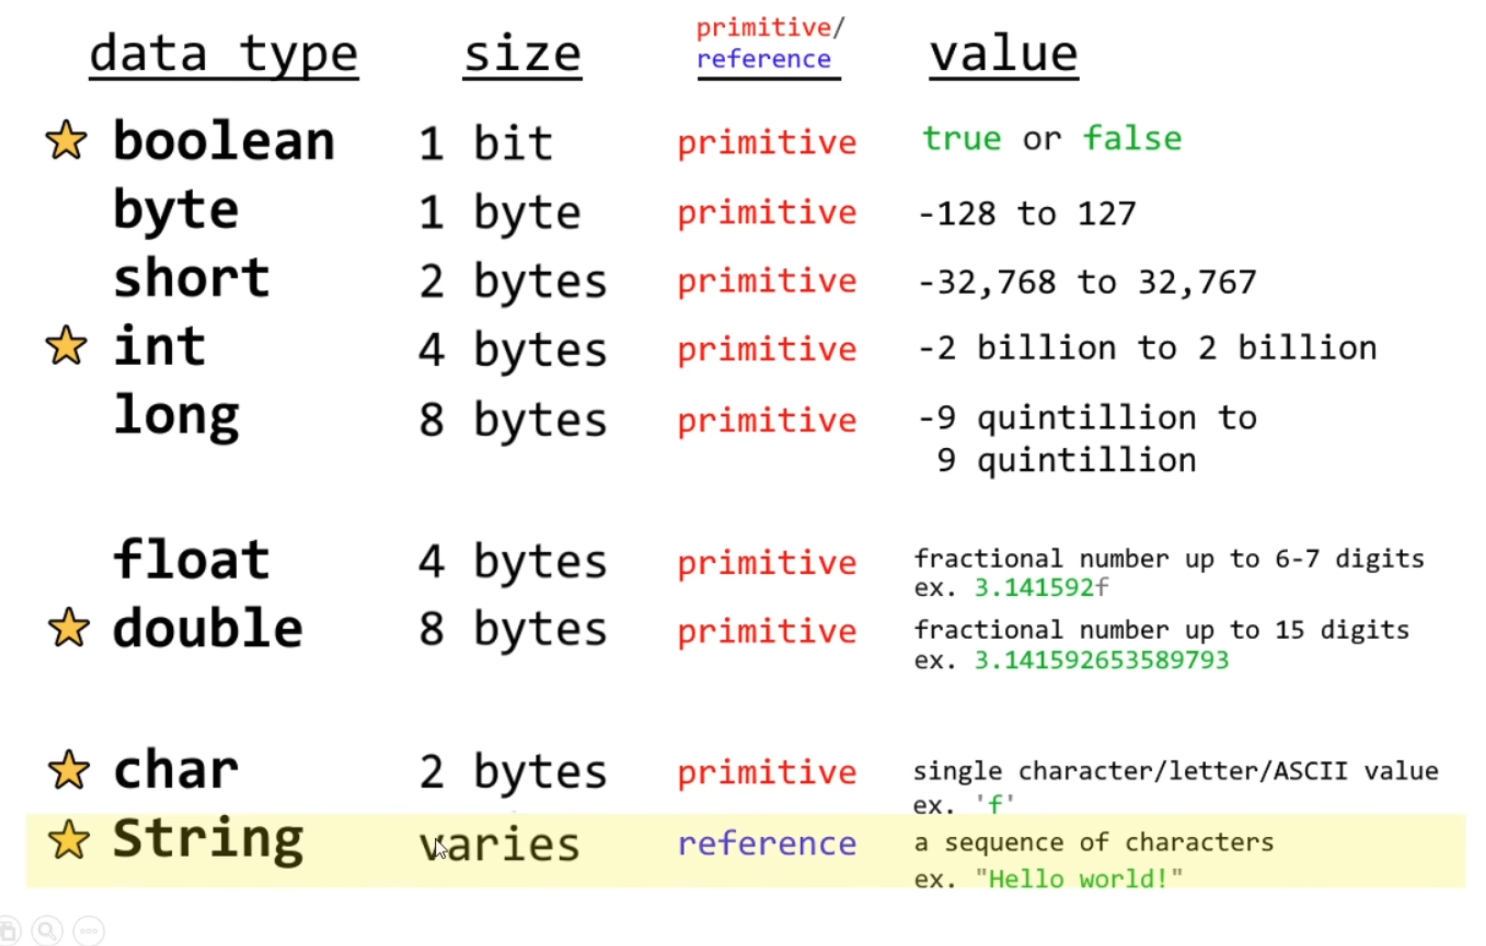 data type size primitive/
reference value
boolean 1 bit primitive true or false
byte 1 byte primitive -128 to 127
short 2 bytes primitive -32,768 to 32,767
int 4 bytes primitive -2 billion to 2 billion
long 8 bytes primitive -9 quintillion to
9 quintillion
float 4 bytes primitive fractional number up to 6-7 digits
ex. 3.141592f
double 8 bytes primitive fractional number up to 15 digits
ex. 3.141592653589793
char 2 bytes primitive single character/letter/ASCII value
ex. 'f'
String varies reference a sequence of characters
ex. "Hello world!"